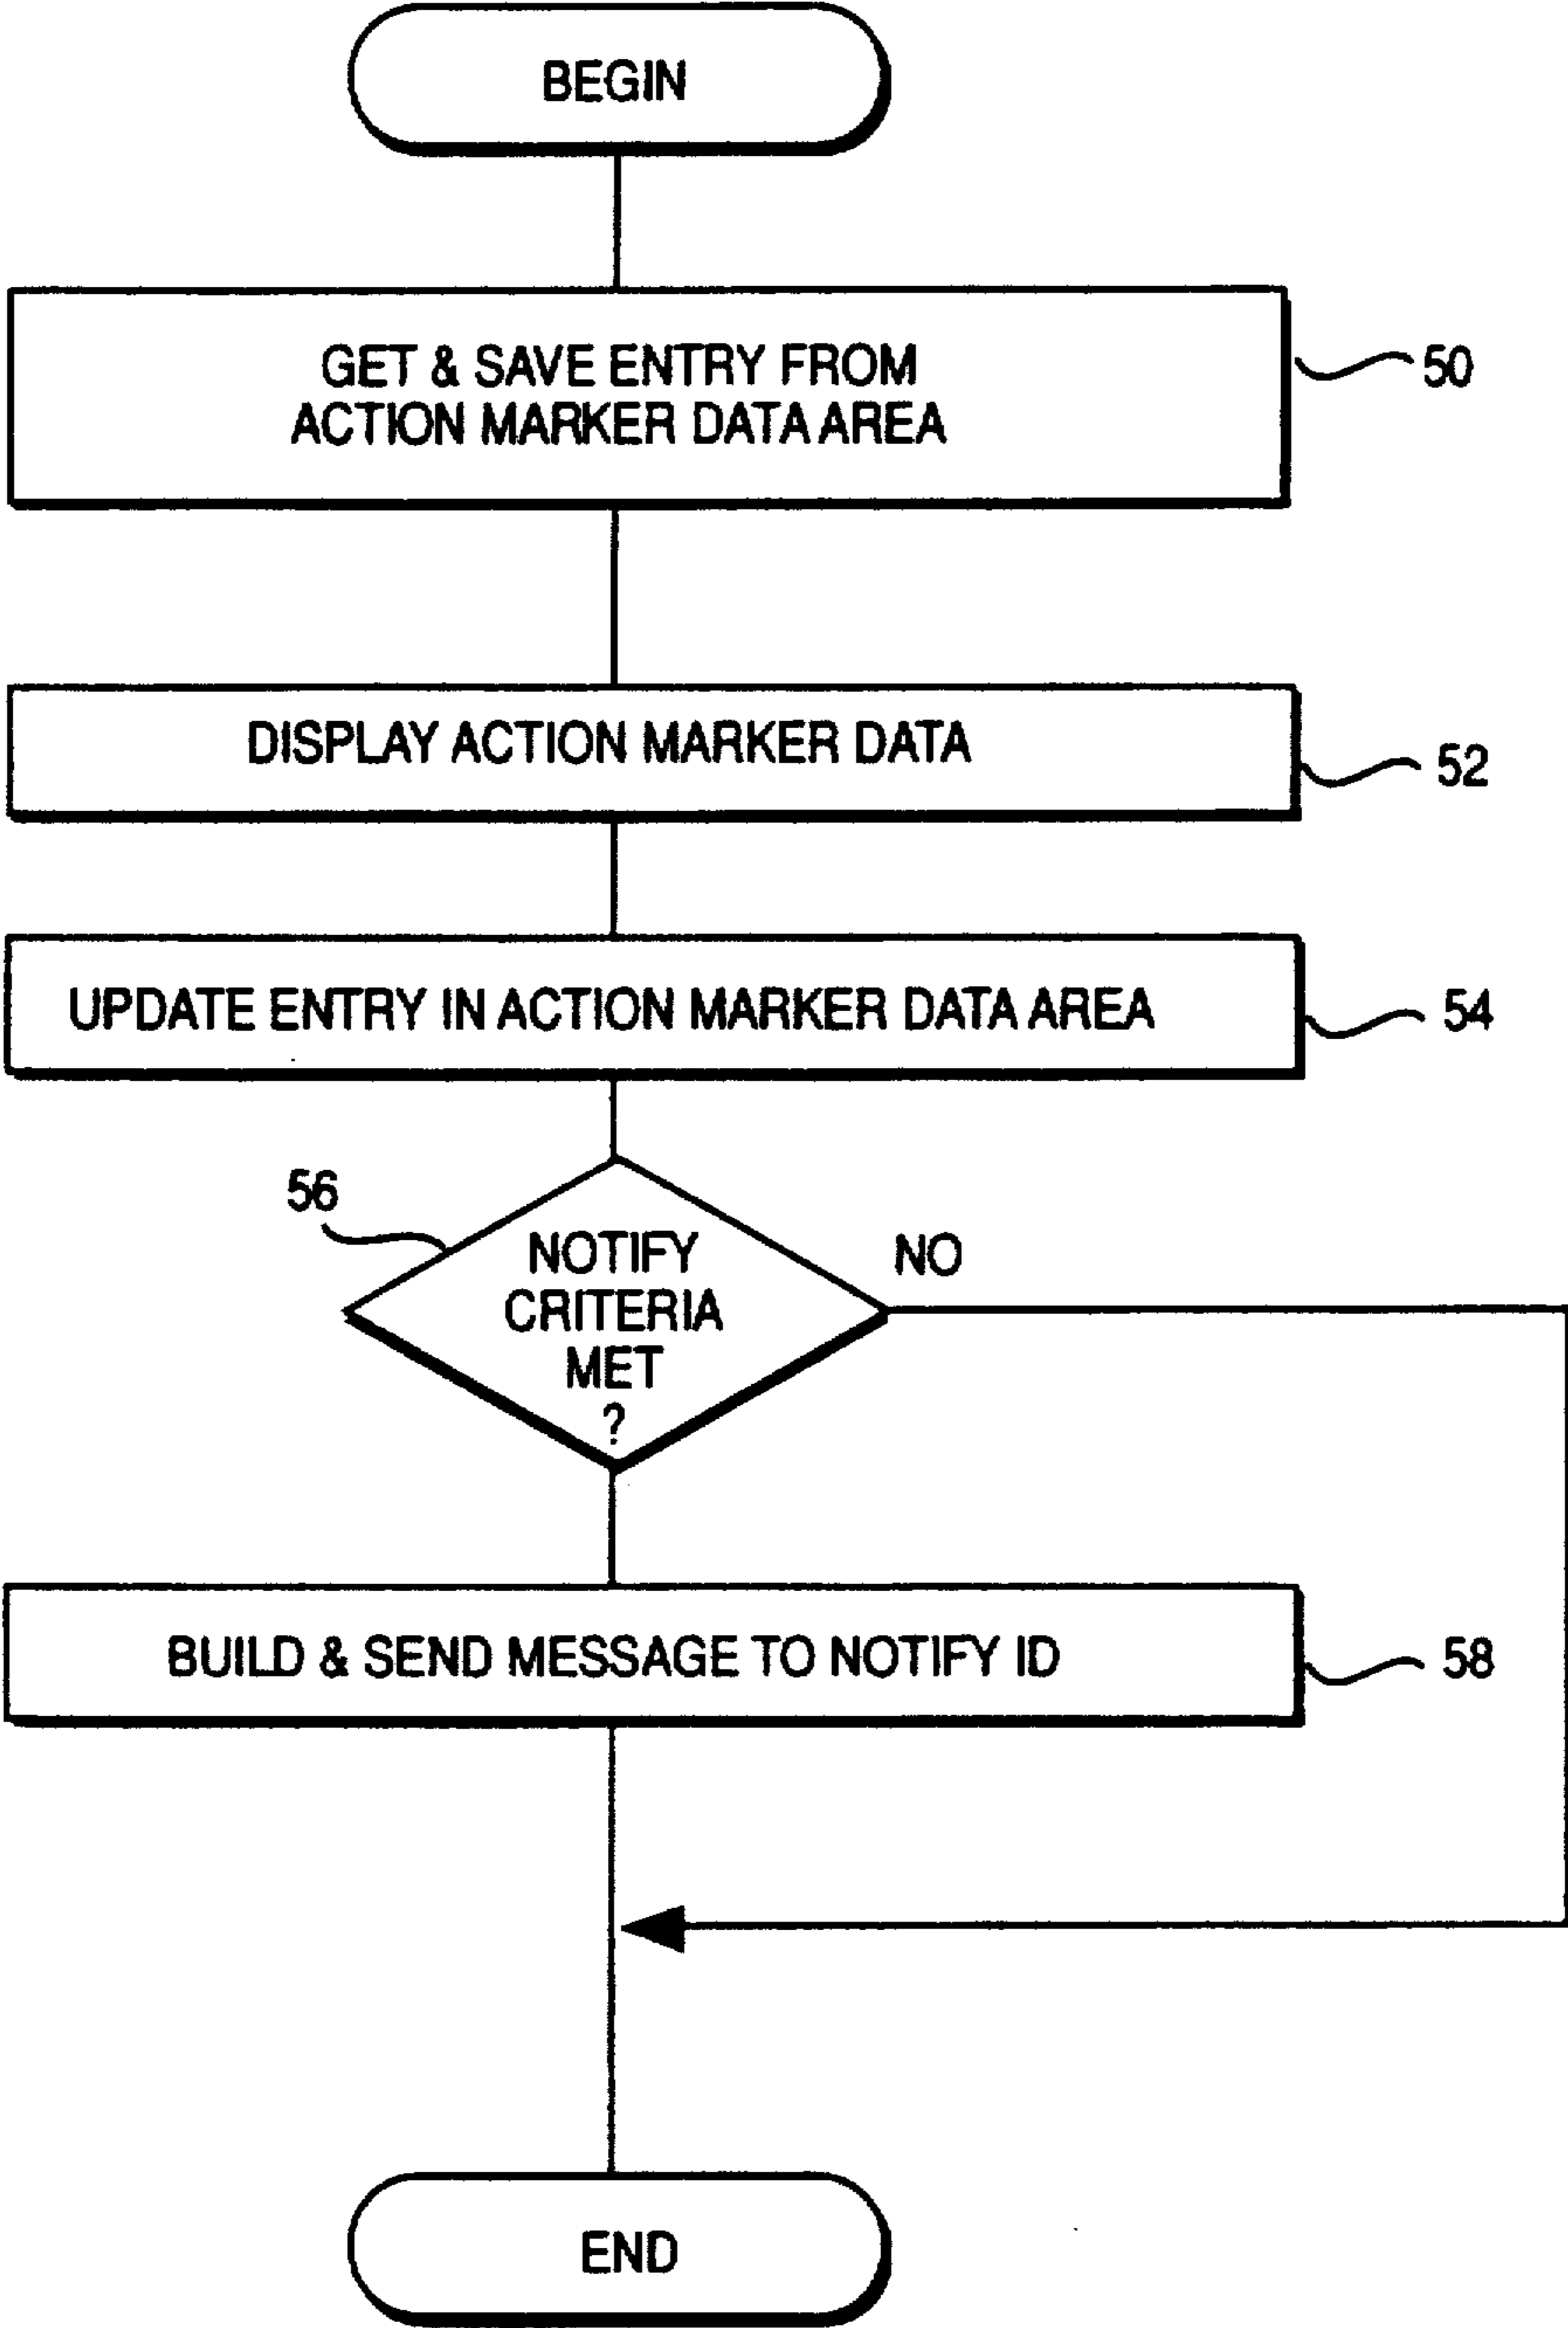 BEGIN
GET & SAVE ENTRY FROM
ACTION MARKER DATA AREA
50
DISPLAY ACTION MARKER DATA
52
UPDATE ENTRY IN ACTION MARKER DATA AREA
54
56
NOTIFY
CRITERIA
MET
?
NO
BUILD & SEND MESSAGE TO NOTIFY ID
58
END